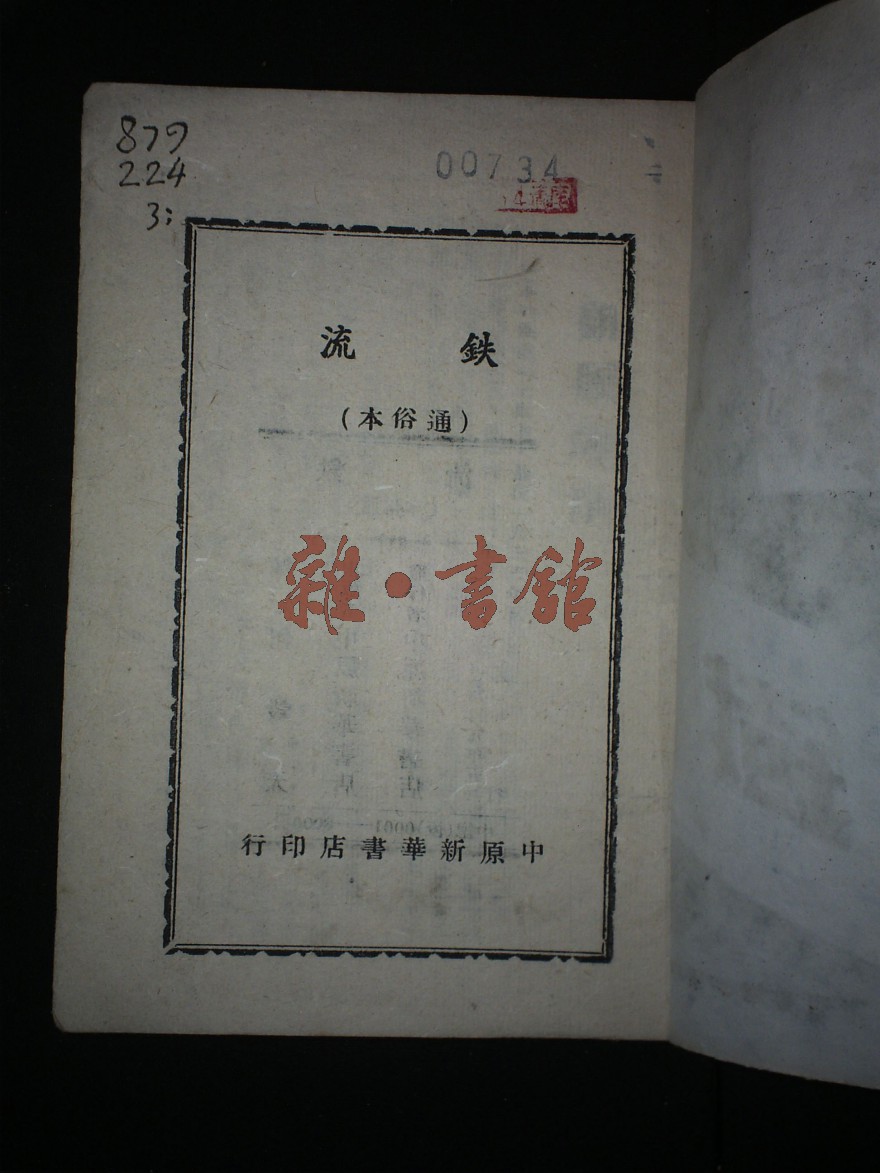 879
224
3:
00734
鉄流
(通俗本)
雜•書館
中原新華書店印行